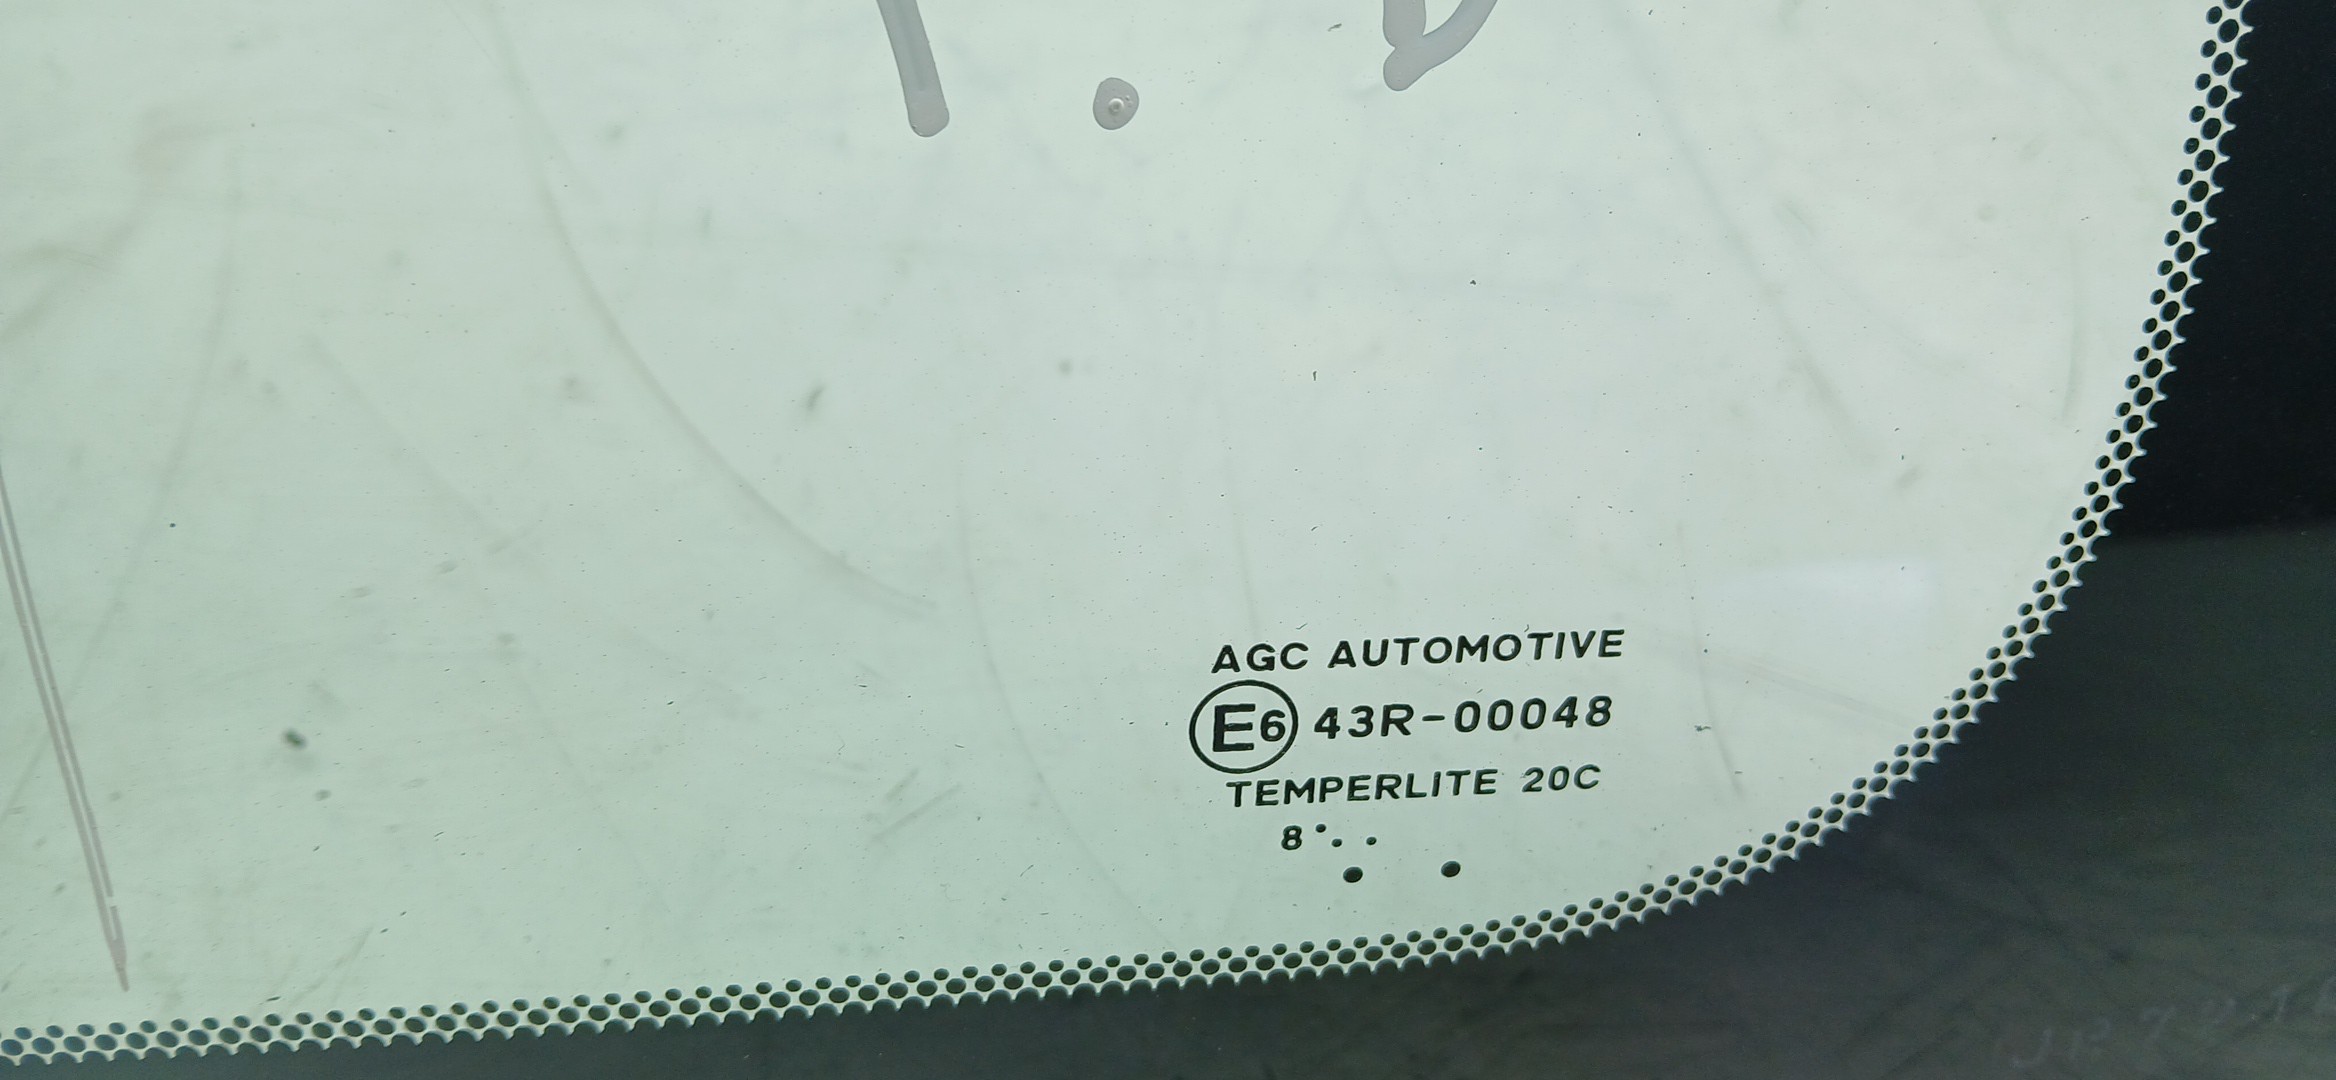 AGC AUTOMOTIVE
E6 43R-00048
TEMPERLITE 20C
8